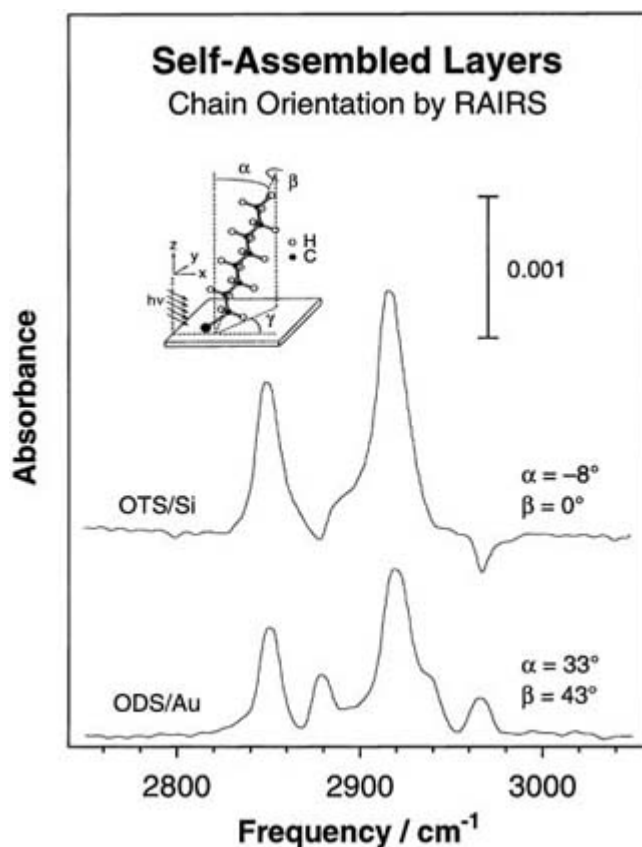 Self-Assembled Layers
Chain Orientation by RAIRS
α
β
H
C
z
y
x
hν
γ
0.001
Absorbance
OTS/Si
α = –8°
β = 0°
ODS/Au
α = 33°
β = 43°
2800
2900
3000
Frequency / cm⁻¹